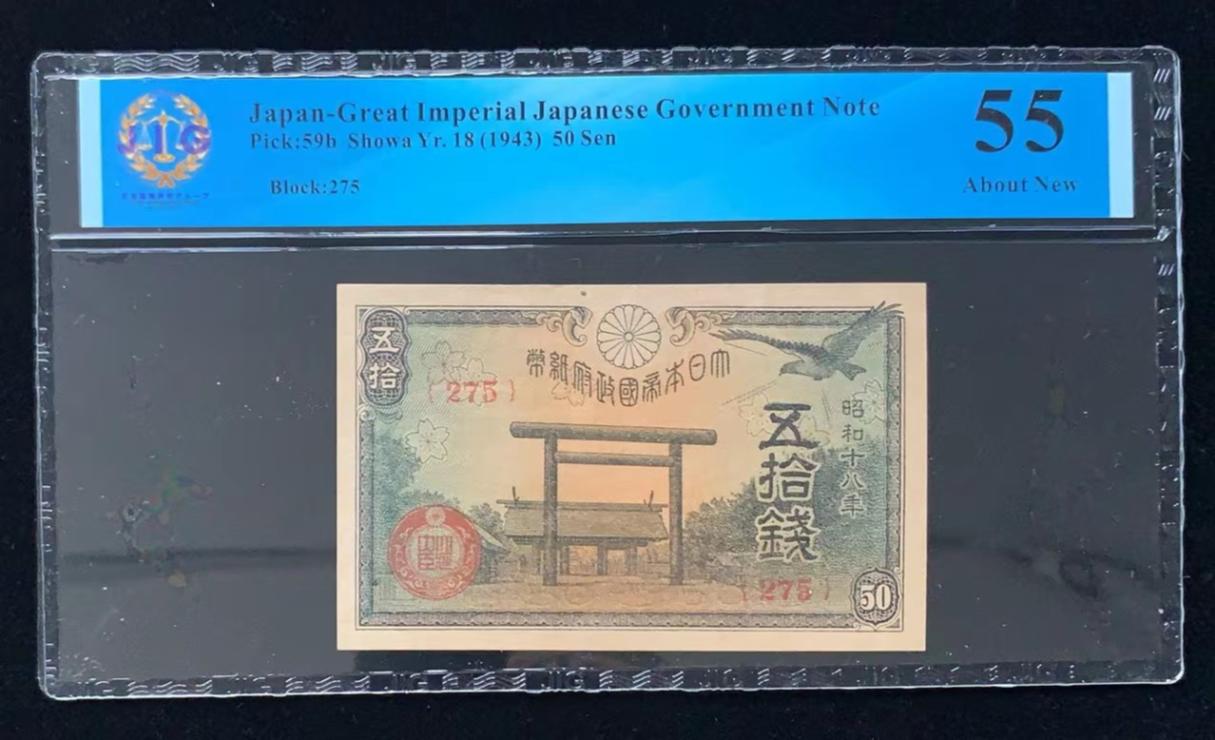 Japan-Great Imperial Japanese Government Note
Pick:59b Showa Yr. 18 (1943) 50 Sen
Block:275
55
About New
JIG
大日本帝國政府紙幣
五拾
{275}
昭和十八年
五拾錢
{275}
50